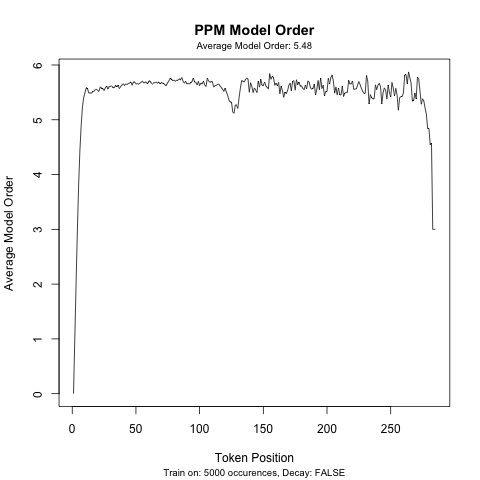 PPM Model Order
Average Model Order: 5.48
Average Model Order
6
5
4
3
2
1
0
0 50 100 150 200 250
Token Position
Train on: 5000 occurences, Decay: FALSE